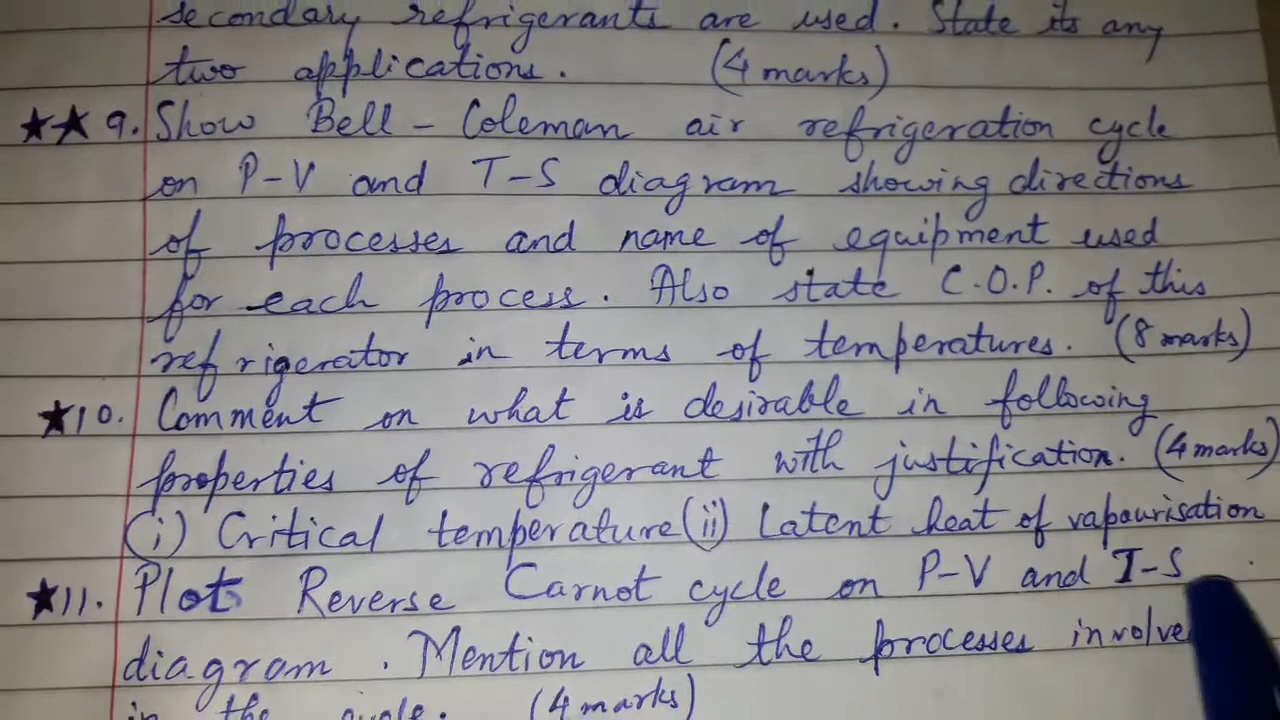 secondary refrigerants are used. State its any
two applications. (4 marks)
★★ 9. Show Bell - Coleman air refrigeration cycle
on P-V and T-S diagram showing directions
of processes and name of equipment used
for each process. Also state C.O.P. of this
refrigerator in terms of temperatures. (8 marks)
★10. Comment on what is desirable in following
properties of refrigerant with justification. (4 marks)
(i) Critical temperature (ii) Latent heat of vapourisation
★11. Plot Reverse Carnot cycle on P-V and T-S
diagram. Mention all the processes involve
in the cycle. (4 marks)